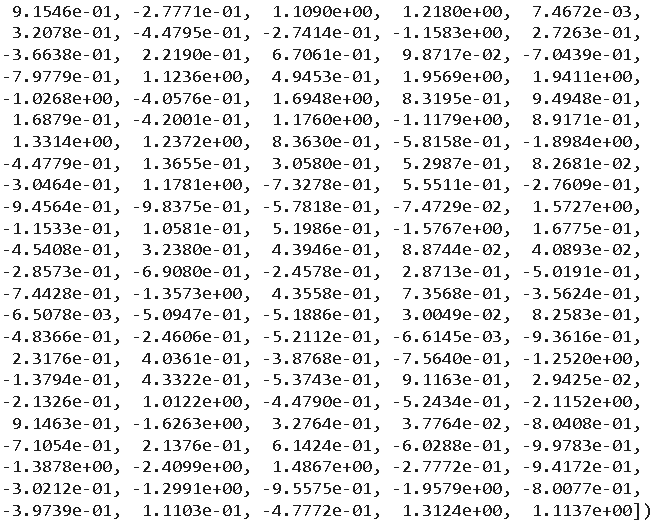 9.1546e-01, -2.7771e-01, 1.1090e+00, 1.2180e+00, 7.4672e-03,
3.2078e-01, -4.4795e-01, -2.7414e-01, -1.1583e+00, 2.7263e-01,
-3.6638e-01, 2.2190e-01, 6.7061e-01, 9.8717e-02, -7.0439e-01,
-7.9779e-01, 1.1236e+00, 4.9453e-01, 1.9569e+00, 1.9411e+00,
-1.0268e+00, -4.0576e-01, 1.6948e+00, 8.3195e-01, 9.4948e-01,
1.6879e-01, -4.2001e-01, 1.1760e+00, -1.1179e+00, 8.9171e-01,
1.3314e+00, 1.2372e+00, 8.3630e-01, -5.8158e-01, -1.8984e+00,
-4.4779e-01, 1.3655e-01, 3.0580e-01, 5.2987e-01, 8.2681e-02,
-3.0464e-01, 1.1781e+00, -7.3278e-01, 5.5511e-01, -2.7609e-01,
-9.4564e-01, -9.8375e-01, -5.7818e-01, -7.4729e-02, 1.5727e+00,
-1.1533e-01, 1.0581e-01, 5.1986e-01, -1.5767e+00, 1.6775e-01,
-4.5408e-01, 3.2380e-01, 4.3946e-01, 8.8744e-02, 4.0893e-02,
-2.8573e-01, -6.9080e-01, -2.4578e-01, 2.8713e-01, -5.0191e-01,
-7.4428e-01, -1.3573e+00, 4.3558e-01, 7.3568e-01, -3.5624e-01,
-6.5078e-03, -5.0947e-01, -5.1886e-01, 3.0049e-02, 8.2583e-01,
-4.8366e-01, -2.4606e-01, -5.2112e-01, -6.6145e-03, -9.3616e-01,
2.3176e-01, 4.0361e-01, -3.8768e-01, -7.5640e-01, -1.2520e+00,
-1.3794e-01, 4.3322e-01, -5.3743e-01, 9.1163e-01, 2.9425e-02,
-2.1326e-01, 1.0122e+00, -4.4790e-01, -5.2434e-01, -2.1152e+00,
9.1463e-01, -1.6263e+00, 3.2764e-01, 3.7764e-02, -8.0408e-01,
-7.1054e-01, 2.1376e-01, 6.1424e-01, -6.0288e-01, -9.9783e-01,
-1.3878e+00, -2.4099e+00, 1.4867e+00, -2.7772e-01, -9.4172e-01,
-3.0212e-01, -1.2991e+00, -9.5575e-01, -1.9579e+00, -8.0077e-01,
-3.9739e-01, 1.1103e-01, -4.7772e-01, 1.3124e+00, 1.1137e+00])